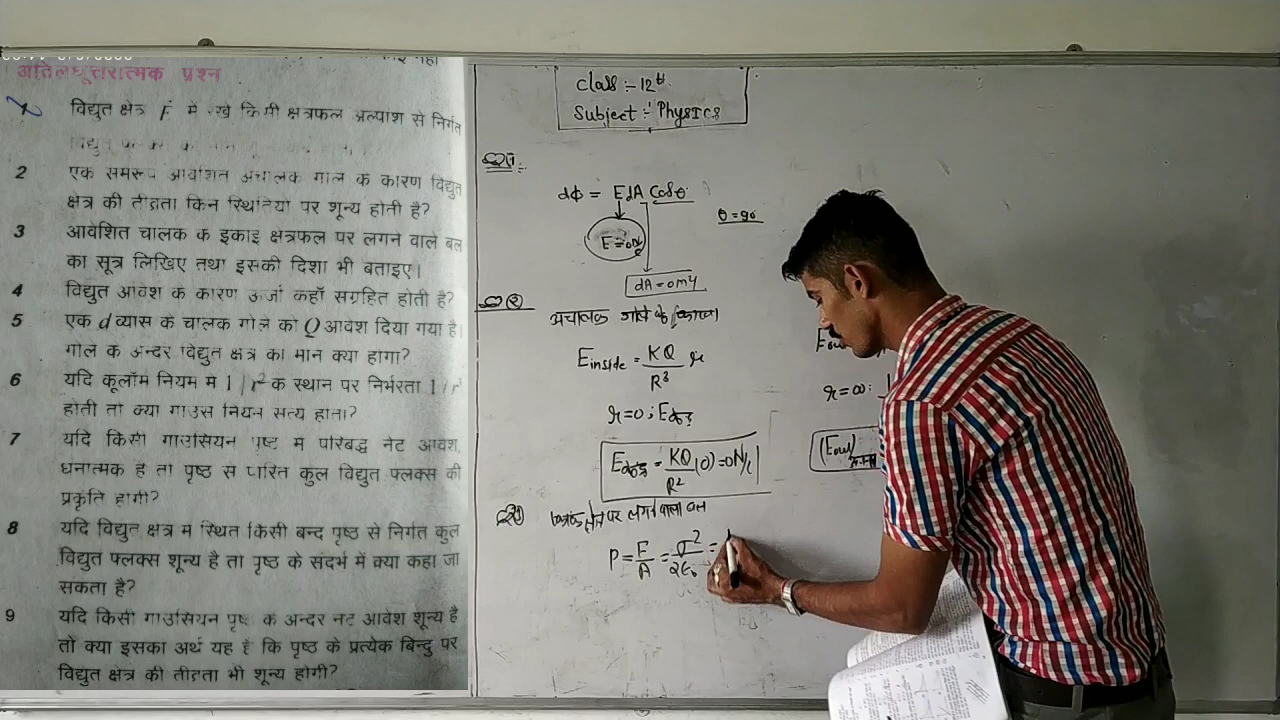 अतिलघूत्तरात्मक प्रश्न
विद्युत क्षेत्र में रखे किसी क्षेत्रफल अल्पांश से निर्गत
2 एक समरूप आवेशित अचालक गोले के कारण विद्युत
क्षेत्र की तीव्रता किन स्थितियों पर शून्य होती है?
3 आवेशित चालक के इकाई क्षेत्रफल पर लगने वाले बल
का सूत्र लिखिए तथा इसकी दिशा भी बताइए।
4 विद्युत आवेश के कारण ऊर्जा कहाँ संग्रहित होती है?
5 एक d व्यास के चालक गोले को Q आवेश दिया गया है।
गोले के अन्दर विद्युत क्षेत्र का मान क्या होगा?
6 यदि कूलॉम नियम में 1/r² के स्थान पर निर्भरता 1/r³
होती तो क्या गाउस नियम सत्य होता?
7 यदि किसी गाउसियन पृष्ठ में परिबद्ध नेट आवेश,
धनात्मक है तो पृष्ठ से पारित कुल विद्युत फ्लक्स की
प्रकृति होगी?
8 यदि विद्युत क्षेत्र में स्थित किसी बन्द पृष्ठ से निर्गत कुल
विद्युत फ्लक्स शून्य है तो पृष्ठ के संदर्भ में क्या कहा जा
सकता है?
9 यदि किसी गाउसियन पृष्ठ के अन्दर नेट आवेश शून्य है
तो क्या इसका अर्थ यह है कि पृष्ठ के प्रत्येक बिन्दु पर
विद्युत क्षेत्र की तीव्रता भी शून्य होगी?
Class :- 12th
Subject :- Physics
dϕ = EdA Cosθ
θ = 90
E = 0 N/C
dA = 0 m²
अचालक गोले के कारण
E inside = KQ/R³ r
r = 0 ; E केन्द्र
E केन्द्र = KQ/R² (0) = 0 N/C
r = ∞ :
(Eout)
पर लगने वाला बल
P = F/A = σ²/2ε₀ =